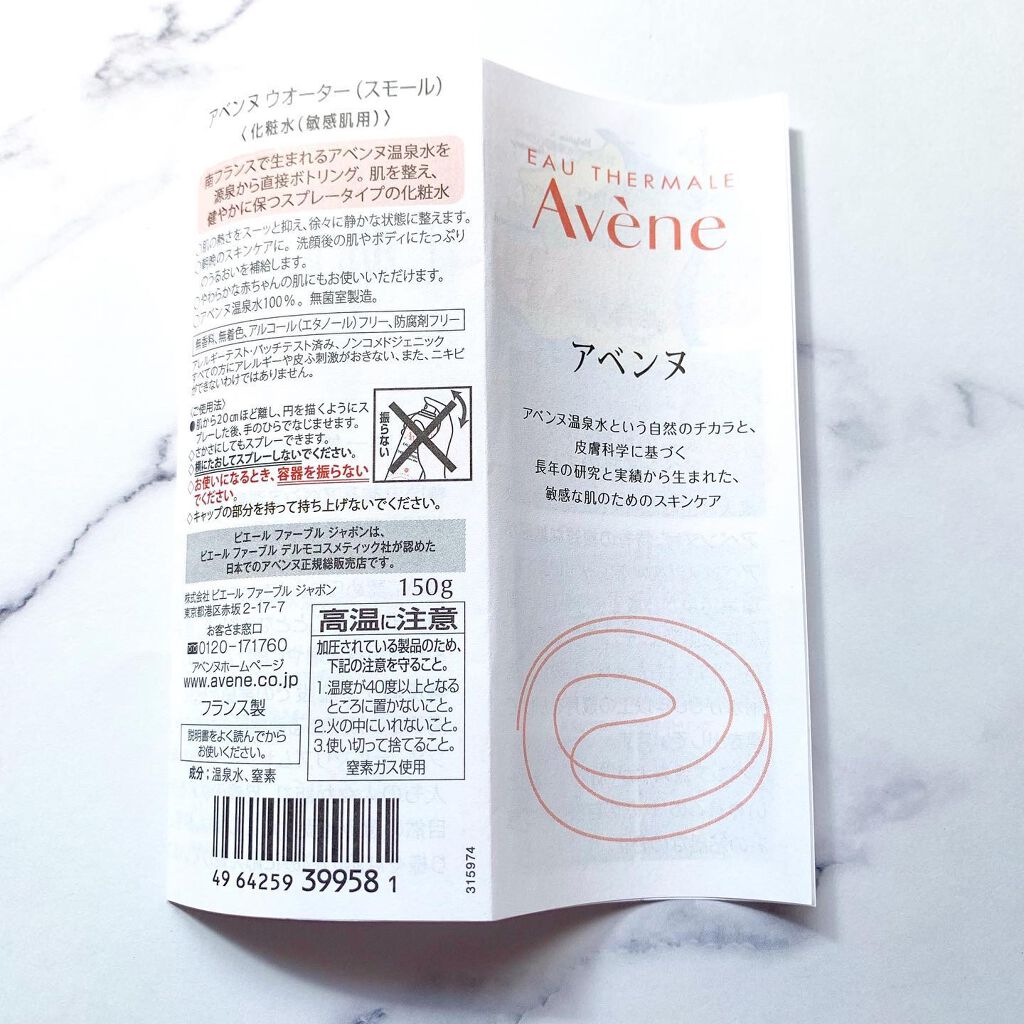 アベンヌ ウオーター（スモール）
〈化粧水（敏感肌用）〉
南フランスで生まれるアベンヌ温泉水を
源泉から直接ボトリング。肌を整え、
健やかに保つスプレータイプの化粧水
◇肌の熱さをスーッと抑え、徐々に静かな状態に整えます。
◇朝晩のスキンケアに。洗顔後の肌やボディにたっぷり
のうるおいを補給します。
◇やわらかな赤ちゃんの肌にもお使いいただけます。
◇アベンヌ温泉水100％。無菌室製造。
無香料、無着色、アルコール（エタノール）フリー、防腐剤フリー
アレルギーテスト・パッチテスト済み、ノンコメドジェニック
すべての方にアレルギーや皮ふ刺激がおきない、また、ニキビ
ができないわけではありません。
〈ご使用法〉
●肌から20cmほど離し、円を描くようにス
プレーした後、手のひらでなじませます。
◇さかさにしてもスプレーできます。
◇横にたおしてスプレーしないでください。
◇お使いになるとき、容器を振らない
でください。
◇キャップの部分を持って持ち上げないでください。
振らない
ピエール ファーブル ジャポンは、
ピエール ファーブル デルモコスメティック社が認めた
日本でのアベンヌ正規総販売店です。
株式会社 ピエール ファーブル ジャポン
東京都港区赤坂 2-17-7
150g
お客さま窓口
0120-171760
アベンヌホームページ
www.avene.co.jp
フランス製
説明書をよく読んでから
お使いください。
成分：温泉水、窒素
高温に注意
加圧されている製品のため、
下記の注意を守ること。
1.温度が40度以上となる
ところに置かないこと。
2.火の中にいれないこと。
3.使い切って捨てること。
窒素ガス使用
4964259 399581
315974
EAU THERMALE
Avène
アベンヌ
アベンヌ温泉水という自然のチカラと、
皮膚科学に基づく
長年の研究と実績から生まれた、
敏感な肌のためのスキンケア